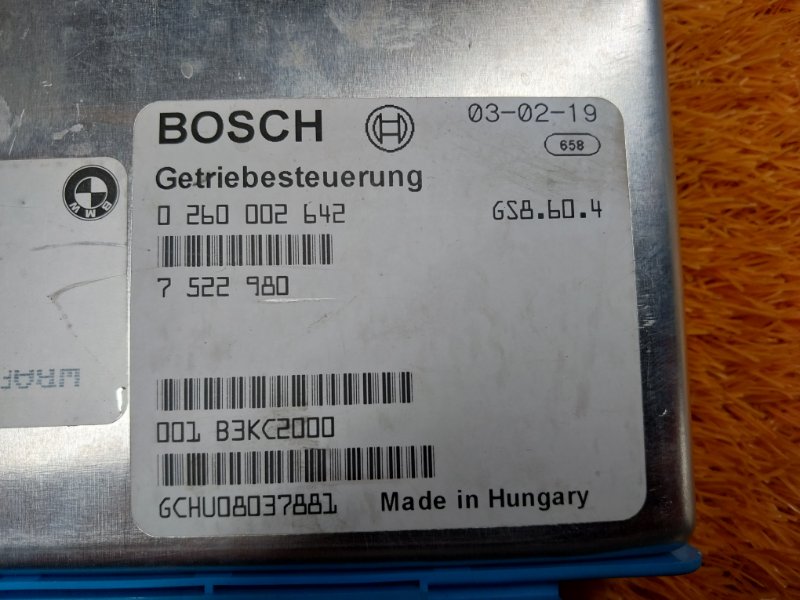 BOSCH
03-02-19
658
Getriebesteuerung
0 260 002 642
GS8.60.4
7 522 980
001 B3KC2000
GCHU08037881
Made in Hungary
BMW